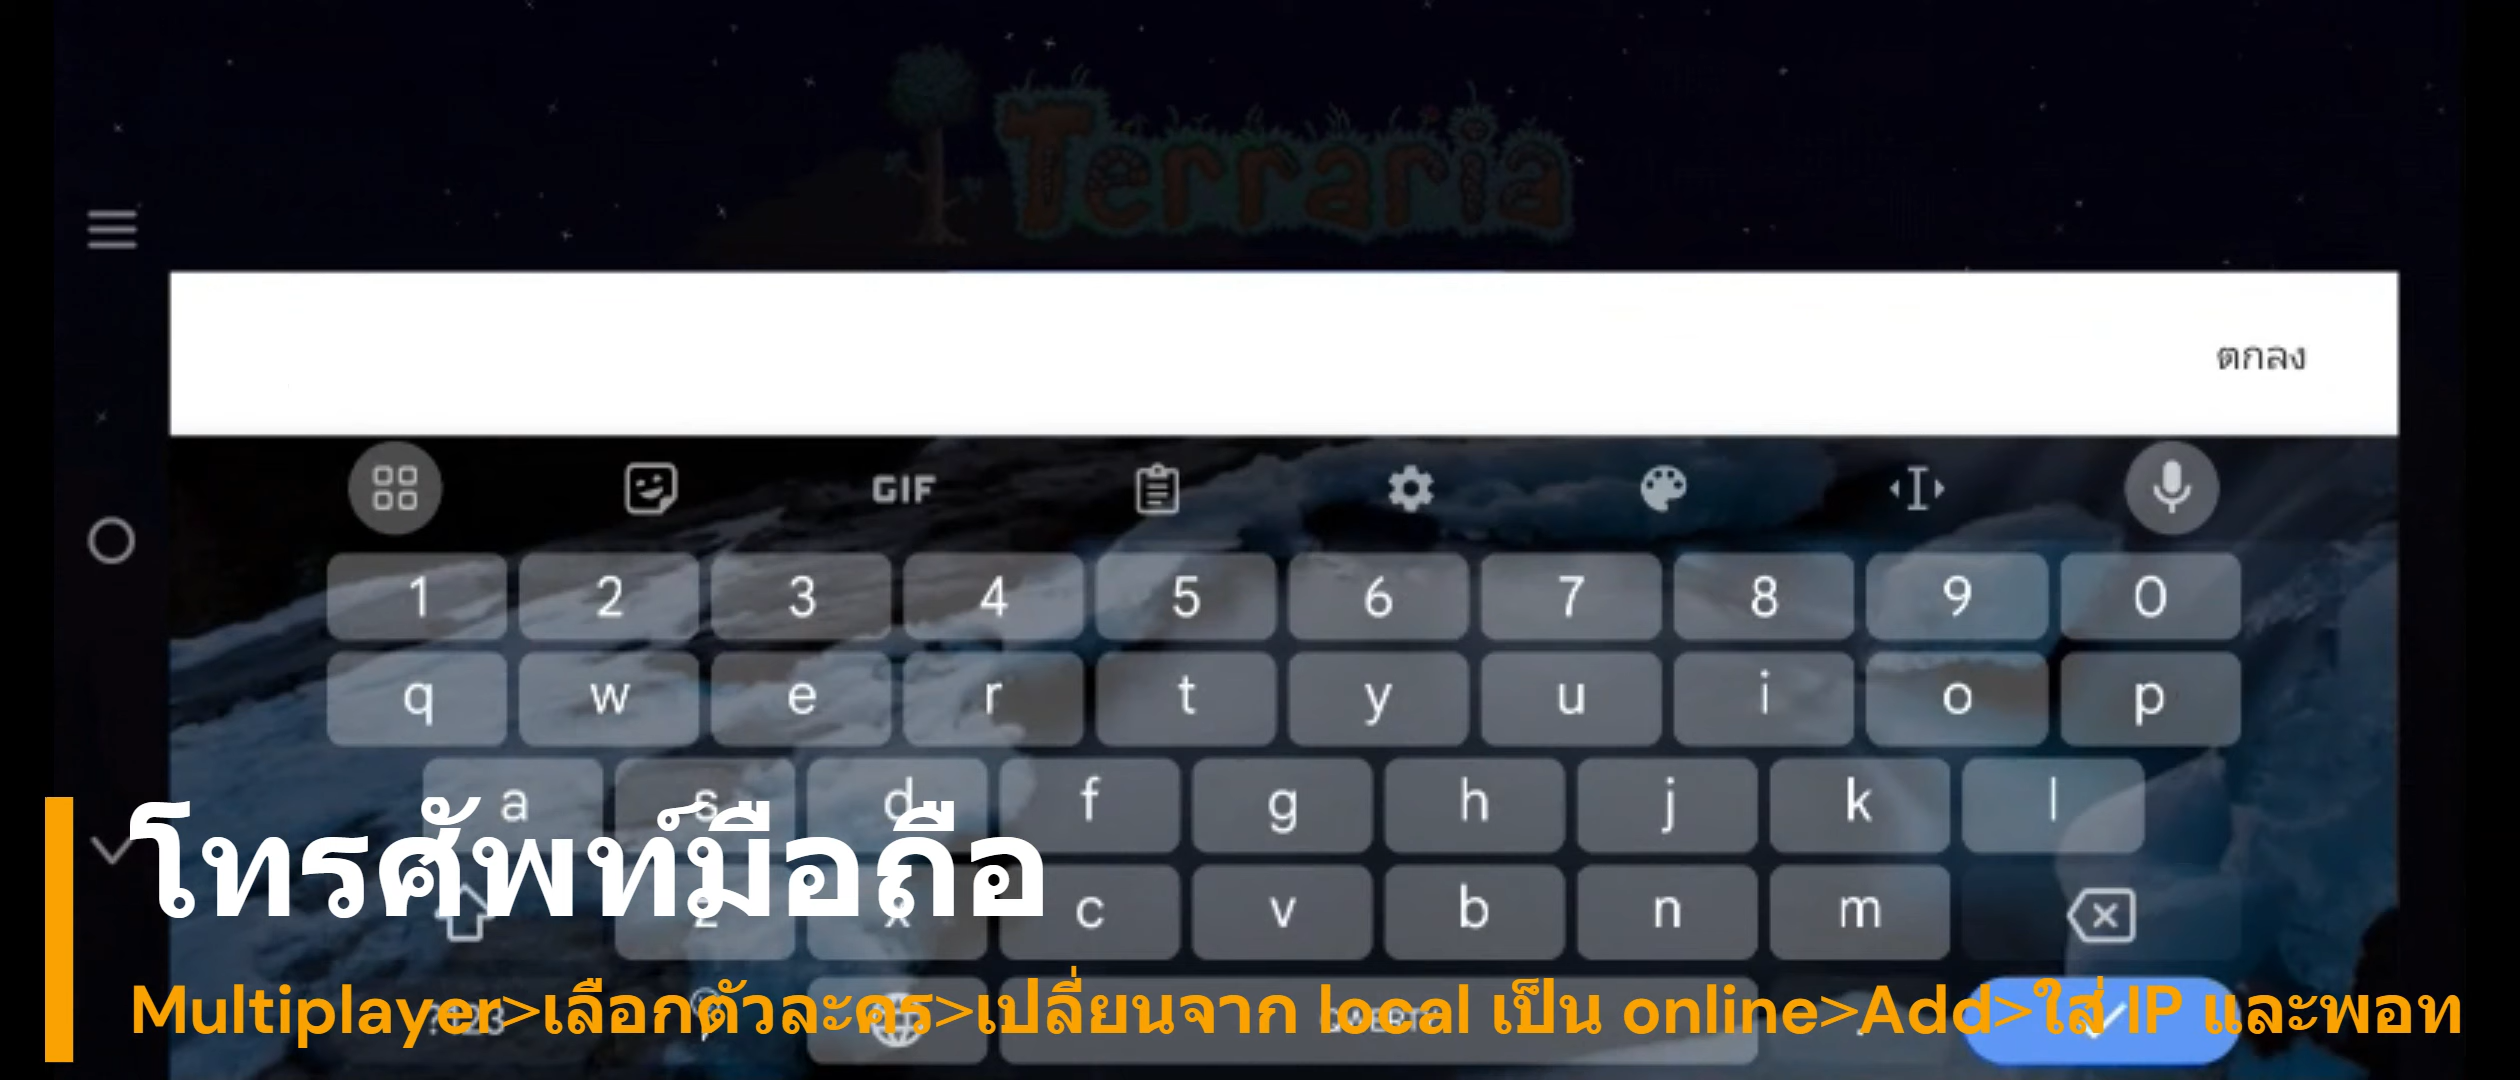 Terraria
ตกลง
GIF
1 2 3 4 5 6 7 8 9 0
q w e r t y u i o p
a s d f g h j k l
โทรศัพท์มือถือ
z x c v b n m
Multiplayer>เลือกตัวละคร>เปลี่ยนจาก local เป็น online>Add>ใส่ IP และพอท
?123 QWERTY